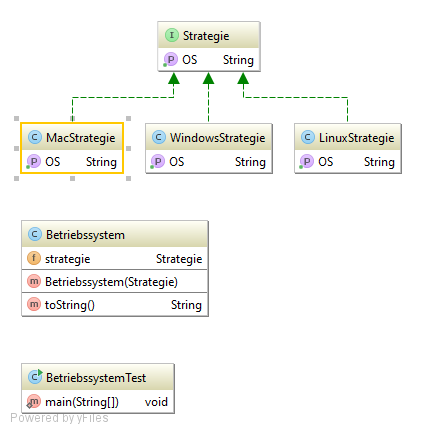 I Strategie
P OS String
C MacStrategie
P OS String
C WindowsStrategie
P OS String
C LinuxStrategie
P OS String
C Betriebssystem
f strategie Strategie
m Betriebssystem(Strategie)
m toString() String
C BetriebssystemTest
m main(String[]) void
Powered by yFiles